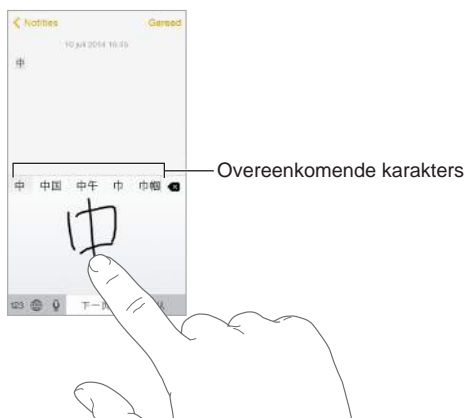 Notities Gereed
10 juli 2014 16:45
中
Overeenkomende karakters
中 中国 中午 巾 巾帼
中
123 下一